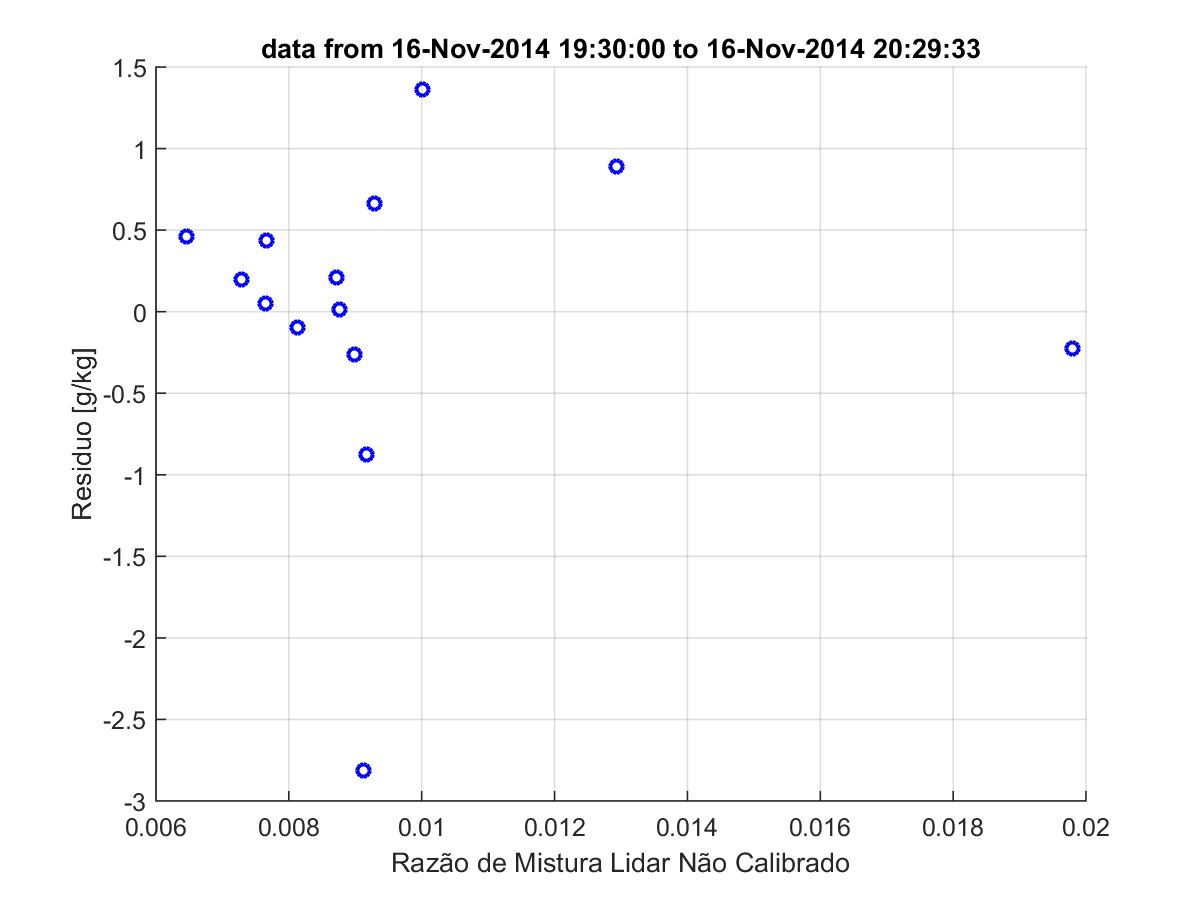 data from 16-Nov-2014 19:30:00 to 16-Nov-2014 20:29:33
1.5
1
0.5
0
-0.5
-1
-1.5
-2
-2.5
-3
Residuo [g/kg]
0.006 0.008 0.01 0.012 0.014 0.016 0.018 0.02
Razão de Mistura Lidar Não Calibrado